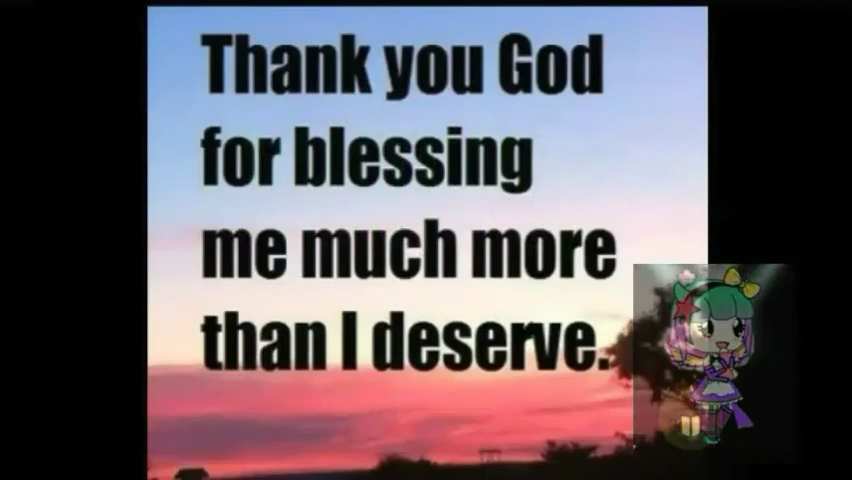 Thank you God
for blessing
me much more
than I deserve.